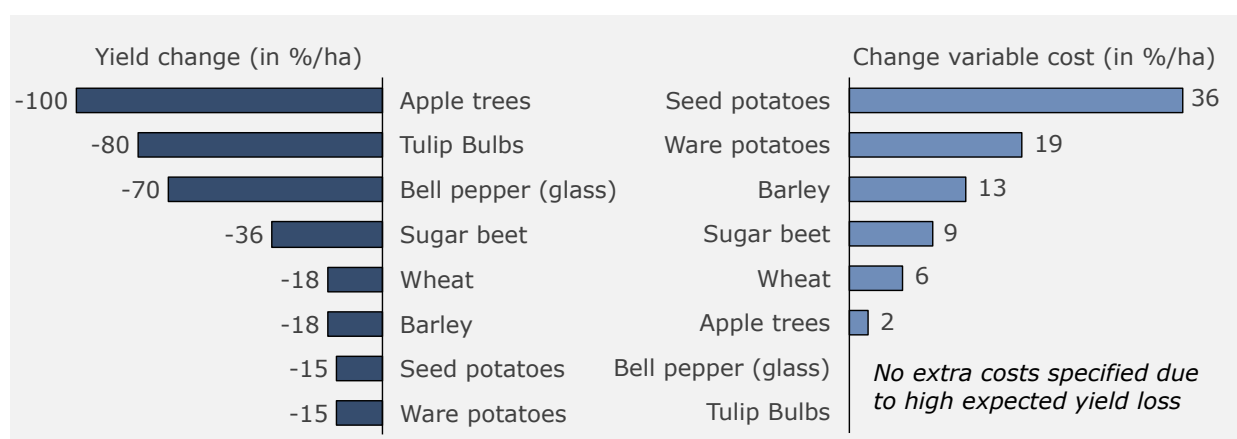 Yield change (in %/ha)
-100 Apple trees
-80 Tulip Bulbs
-70 Bell pepper (glass)
-36 Sugar beet
-18 Wheat
-18 Barley
-15 Seed potatoes
-15 Ware potatoes
Change variable cost (in %/ha)
Seed potatoes 36
Ware potatoes 19
Barley 13
Sugar beet 9
Wheat 6
Apple trees 2
Bell pepper (glass)
Tulip Bulbs
No extra costs specified due
to high expected yield loss